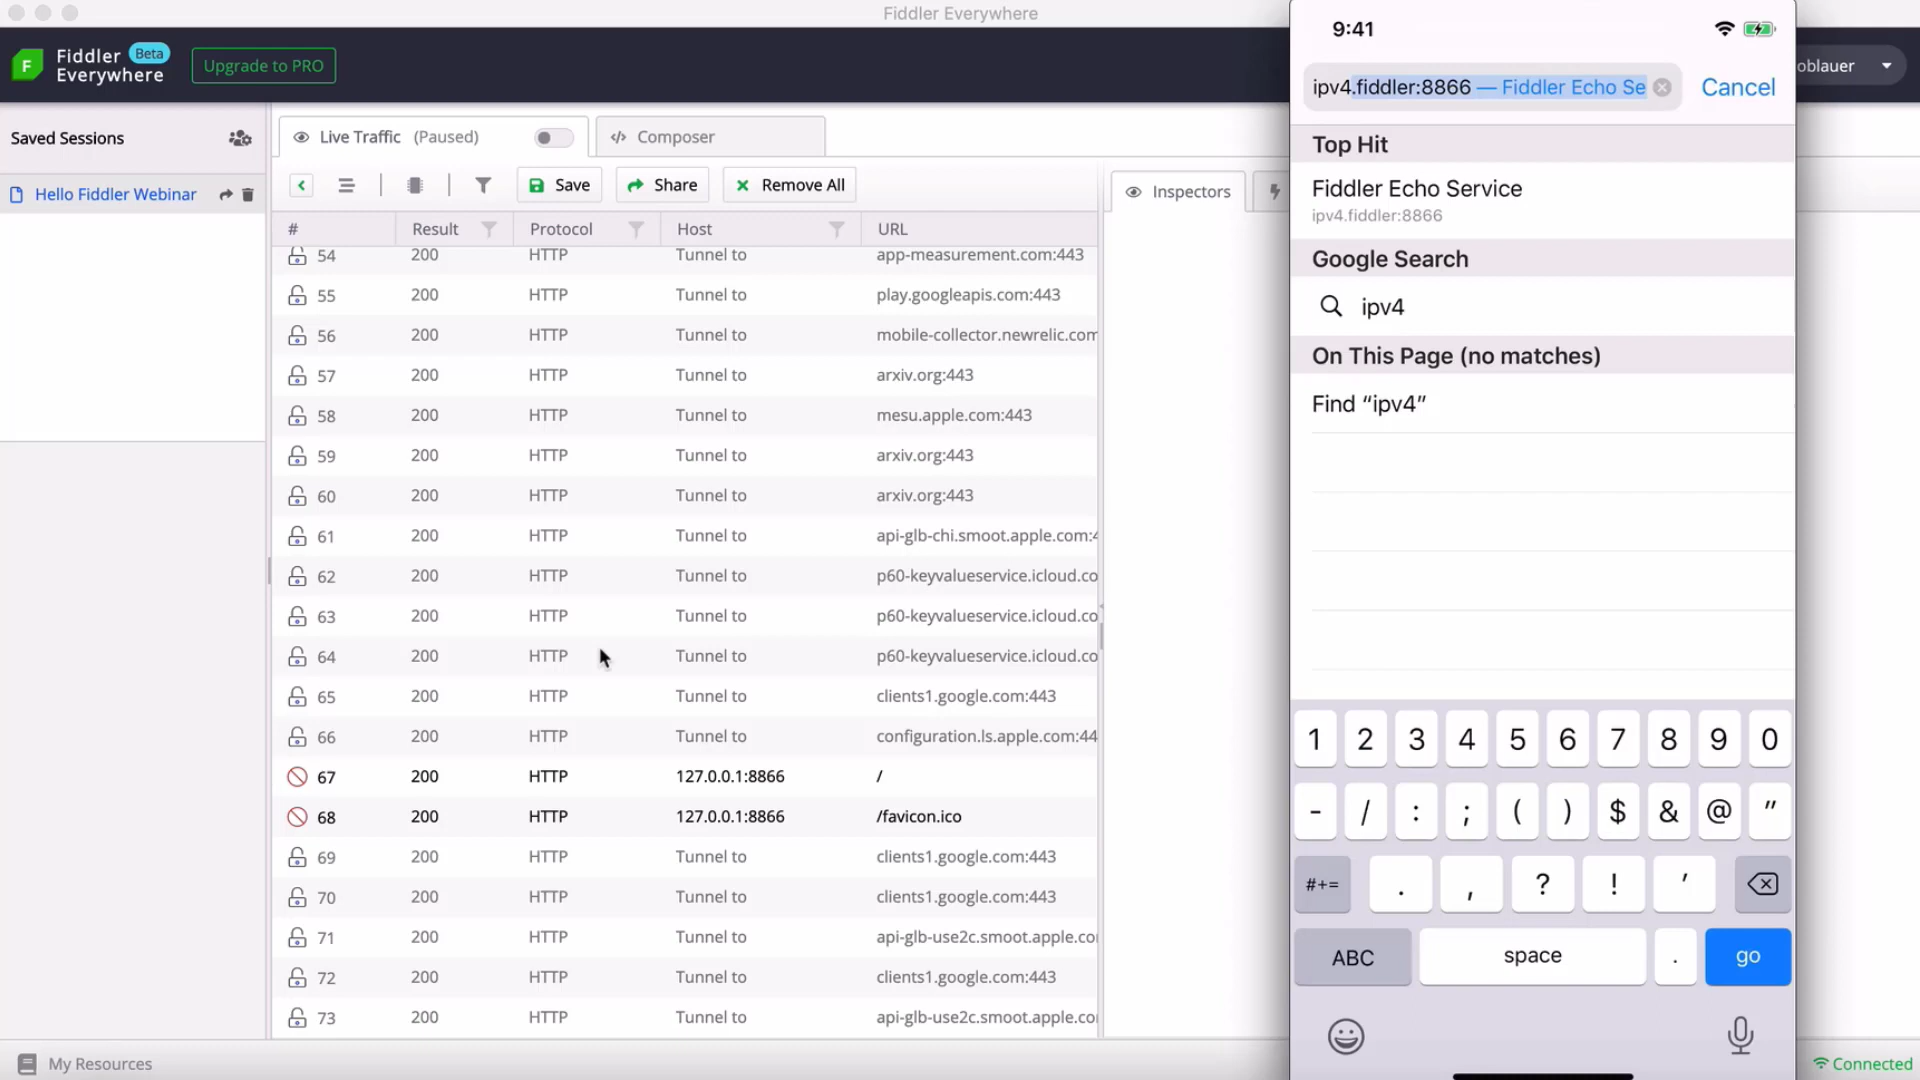 Fiddler Everywhere
Fiddler Beta
Everywhere
Upgrade to PRO
oblauer
Saved Sessions
Hello Fiddler Webinar
Live Traffic (Paused)
Composer
Save
Share
Remove All
Inspectors
# Result Protocol Host URL
54 200 HTTP Tunnel to app-measurement.com:443
55 200 HTTP Tunnel to play.googleapis.com:443
56 200 HTTP Tunnel to mobile-collector.newrelic.com
57 200 HTTP Tunnel to arxiv.org:443
58 200 HTTP Tunnel to mesu.apple.com:443
59 200 HTTP Tunnel to arxiv.org:443
60 200 HTTP Tunnel to arxiv.org:443
61 200 HTTP Tunnel to api-glb-chi.smoot.apple.com:4
62 200 HTTP Tunnel to p60-keyvalueservice.icloud.co
63 200 HTTP Tunnel to p60-keyvalueservice.icloud.co
64 200 HTTP Tunnel to p60-keyvalueservice.icloud.co
65 200 HTTP Tunnel to clients1.google.com:443
66 200 HTTP Tunnel to configuration.ls.apple.com:44
67 200 HTTP 127.0.0.1:8866 /
68 200 HTTP 127.0.0.1:8866 /favicon.ico
69 200 HTTP Tunnel to clients1.google.com:443
70 200 HTTP Tunnel to clients1.google.com:443
71 200 HTTP Tunnel to api-glb-use2c.smoot.apple.co
72 200 HTTP Tunnel to clients1.google.com:443
73 200 HTTP Tunnel to api-glb-use2c.smoot.apple.co
My Resources
9:41
ipv4.fiddler:8866 — Fiddler Echo Se
Cancel
Top Hit
Fiddler Echo Service
ipv4.fiddler:8866
Google Search
ipv4
On This Page (no matches)
Find “ipv4”
1 2 3 4 5 6 7 8 9 0
- / : ; ( ) $ & @ "
#+= . , ? ! '
ABC space . go
Connected